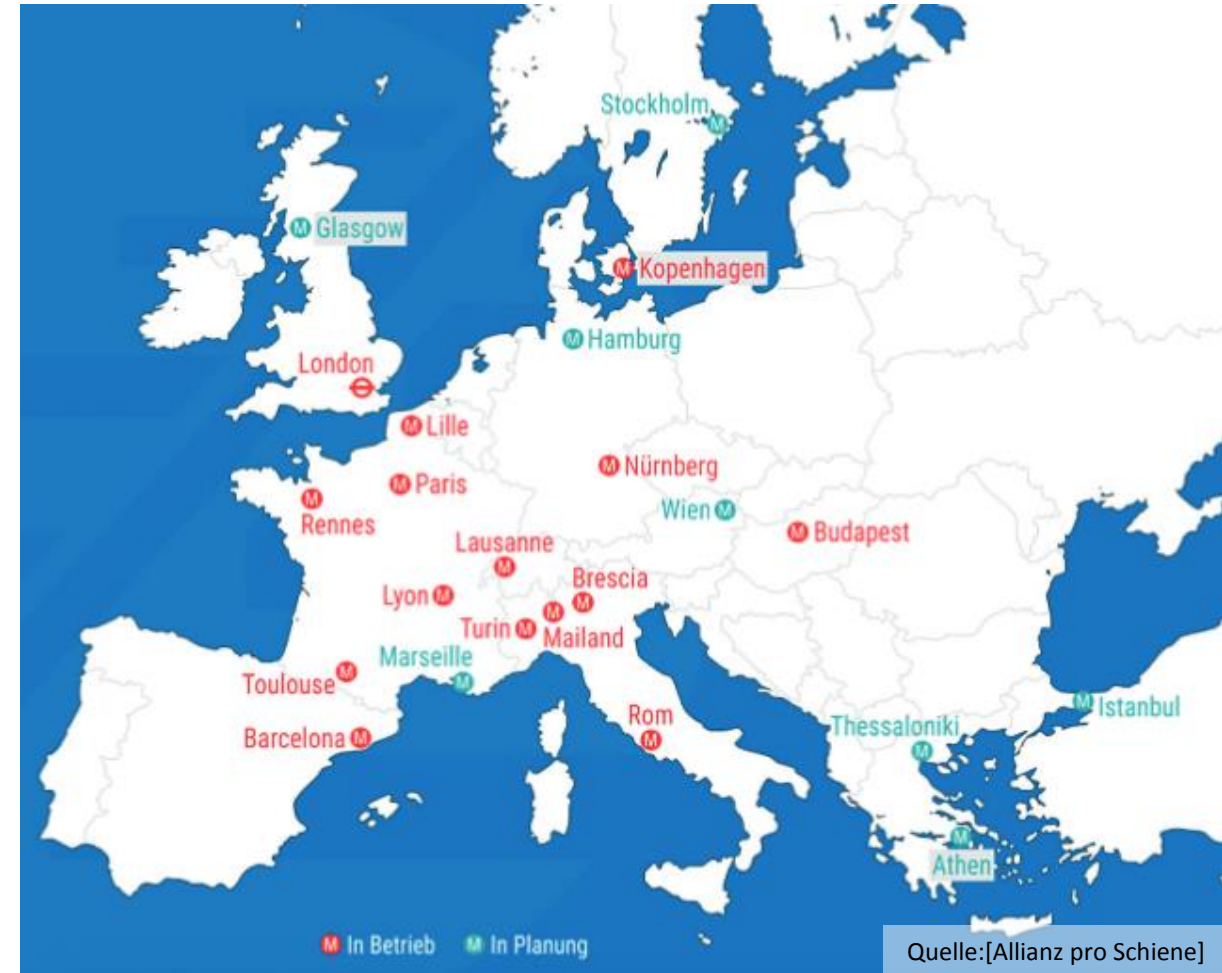 Stockholm
Glasgow
Kopenhagen
Hamburg
London
Lille
Nürnberg
Paris
Wien
Rennes
Budapest
Lausanne
Brescia
Lyon
Turin
Mailand
Marseille
Toulouse
Istanbul
Rom
Thessaloniki
Barcelona
Athen
M In Betrieb M In Planung
Quelle:[Allianz pro Schiene]